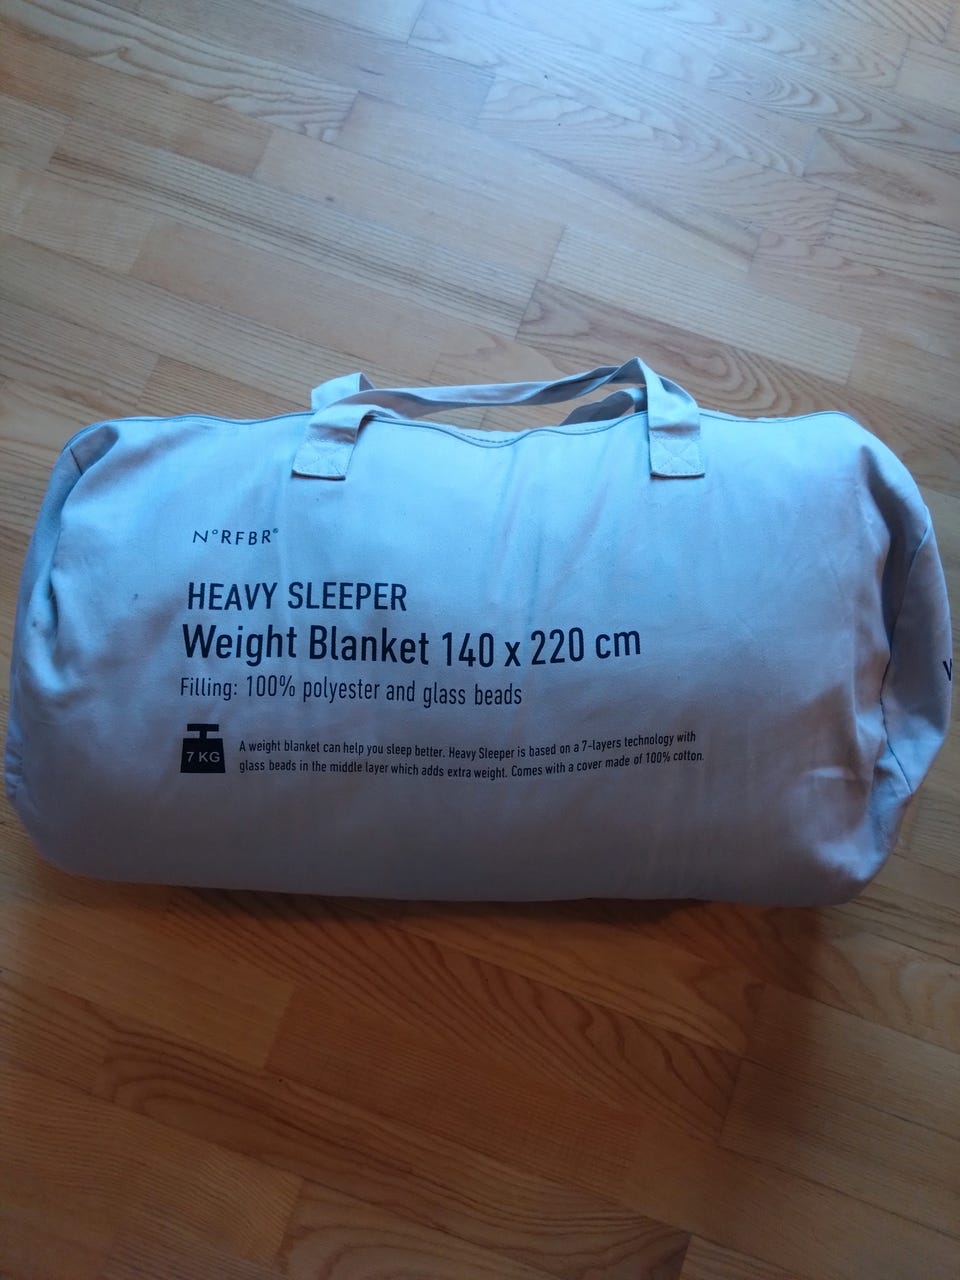 N°RFBR®
HEAVY SLEEPER
Weight Blanket 140 x 220 cm
Filling: 100% polyester and glass beads
7 KG
A weight blanket can help you sleep better. Heavy Sleeper is based on a 7-layers technology with
glass beads in the middle layer which adds extra weight. Comes with a cover made of 100% cotton.